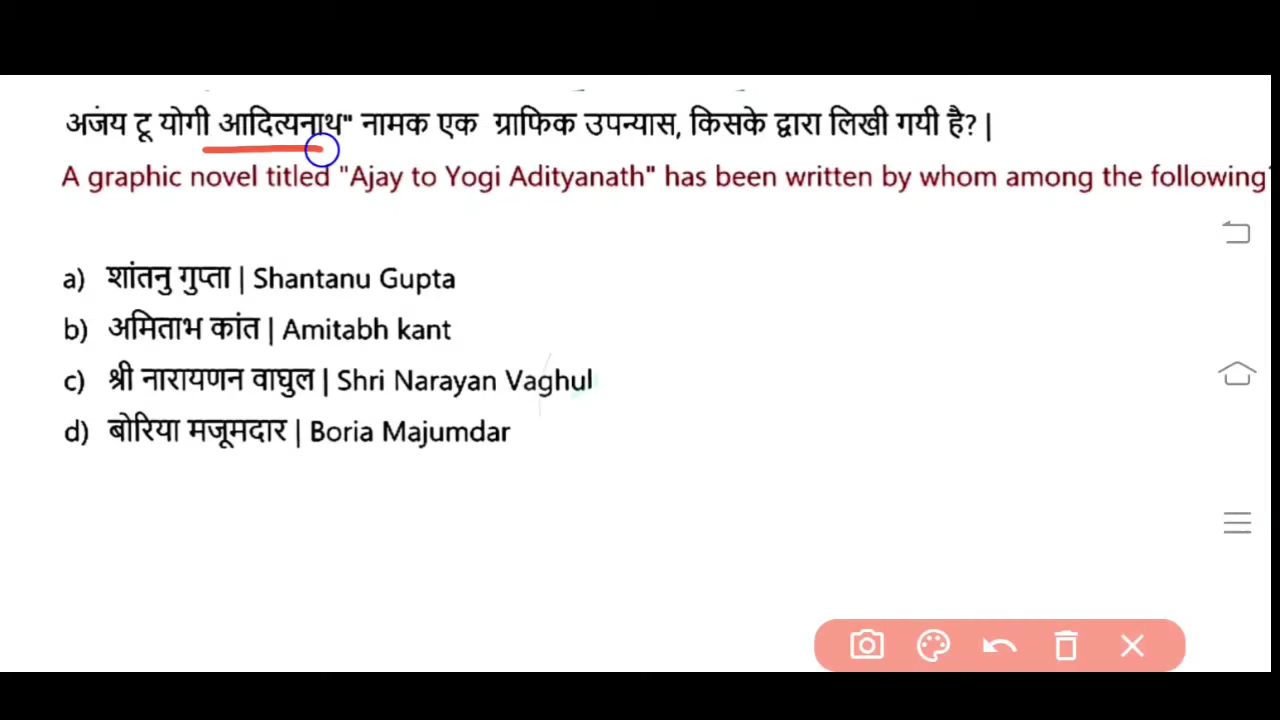 अजंय टू योगी आदित्यनाथ" नामक एक ग्राफिक उपन्यास, किसके द्वारा लिखी गयी है? |
A graphic novel titled "Ajay to Yogi Adityanath" has been written by whom among the following
a) शांतनु गुप्ता | Shantanu Gupta
b) अमिताभ कांत | Amitabh kant
c) श्री नारायणन वाघुल | Shri Narayan Vaghul
d) बोरिया मजूमदार | Boria Majumdar